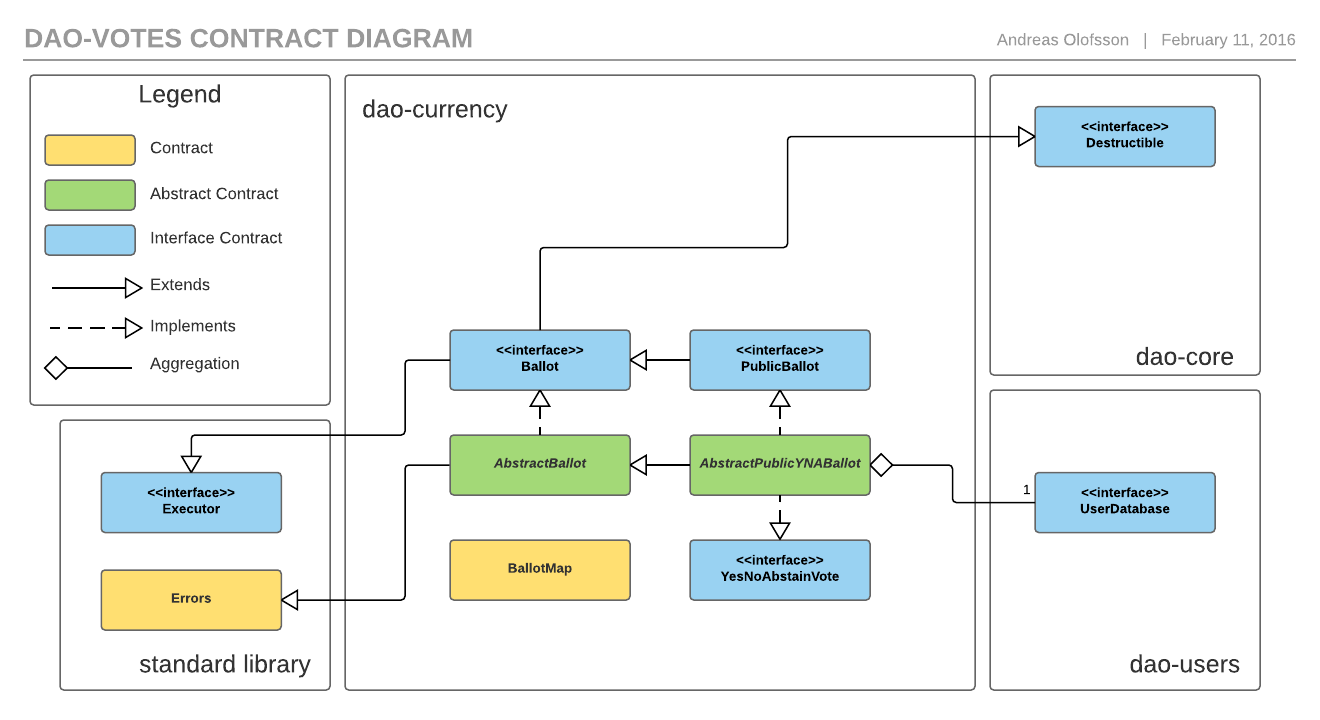 DAO-VOTES CONTRACT DIAGRAM
Andreas Olofsson | February 11, 2016
Legend
Contract
Abstract Contract
Interface Contract
Extends
Implements
Aggregation
dao-currency
<<interface>>
Destructible
dao-core
<<interface>>
Ballot
<<interface>>
PublicBallot
AbstractBallot
AbstractPublicYNABallot
BallotMap
<<interface>>
YesNoAbstainVote
<<interface>>
Executor
Errors
standard library
1
<<interface>>
UserDatabase
dao-users